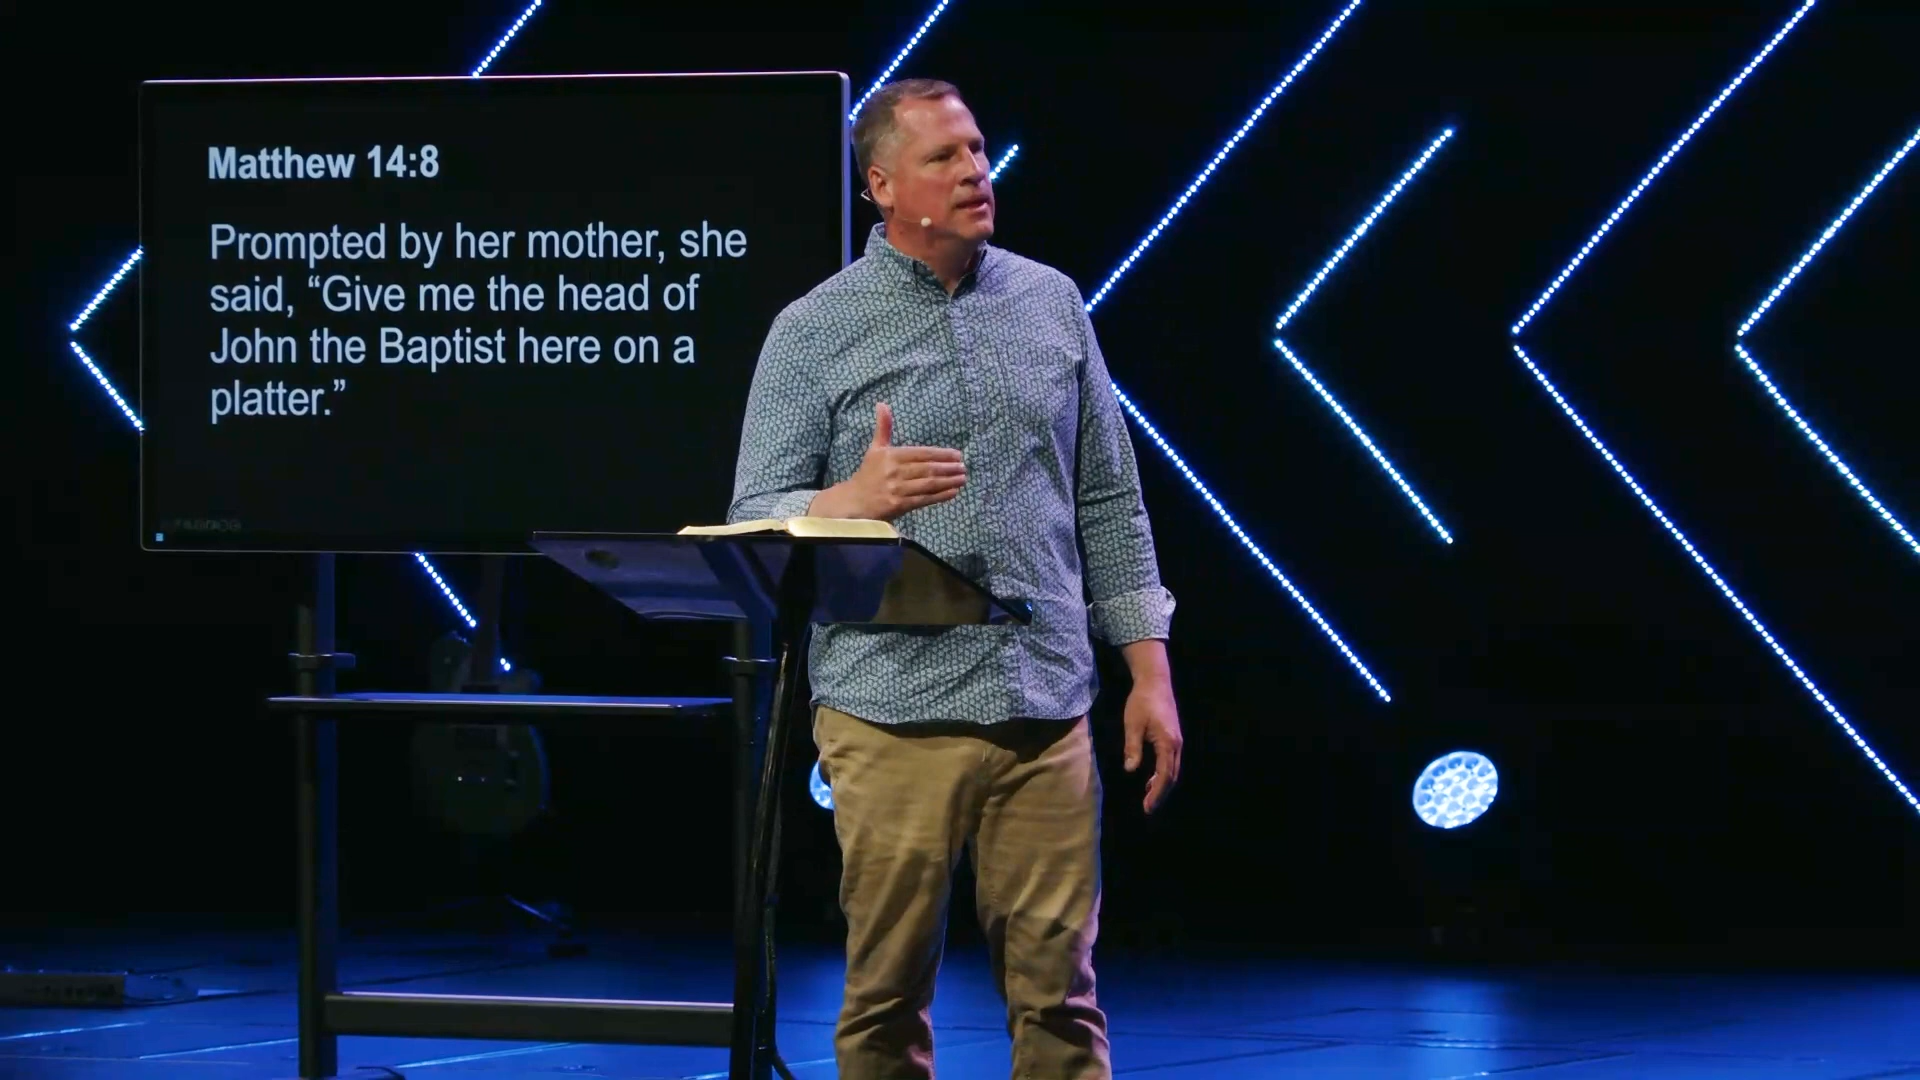 Matthew 14:8
Prompted by her mother, she
said, “Give me the head of
John the Baptist here on a
platter.”